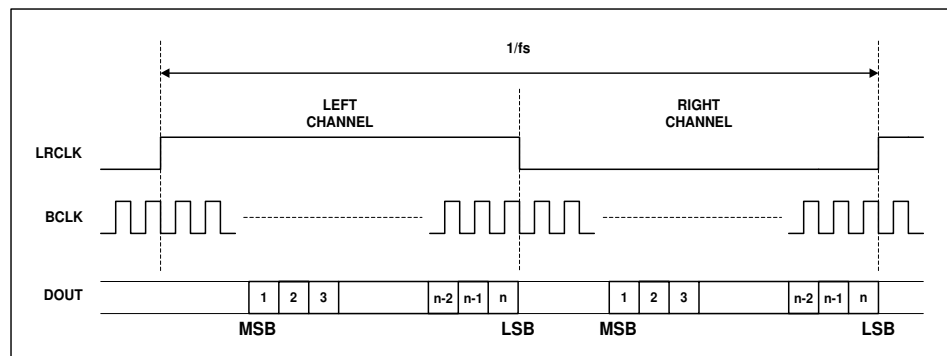 1/fs
LEFT
CHANNEL
RIGHT
CHANNEL
LRCLK
BCLK
DOUT
1 2 3 n-2 n-1 n 1 2 3 n-2 n-1 n
MSB LSB MSB LSB